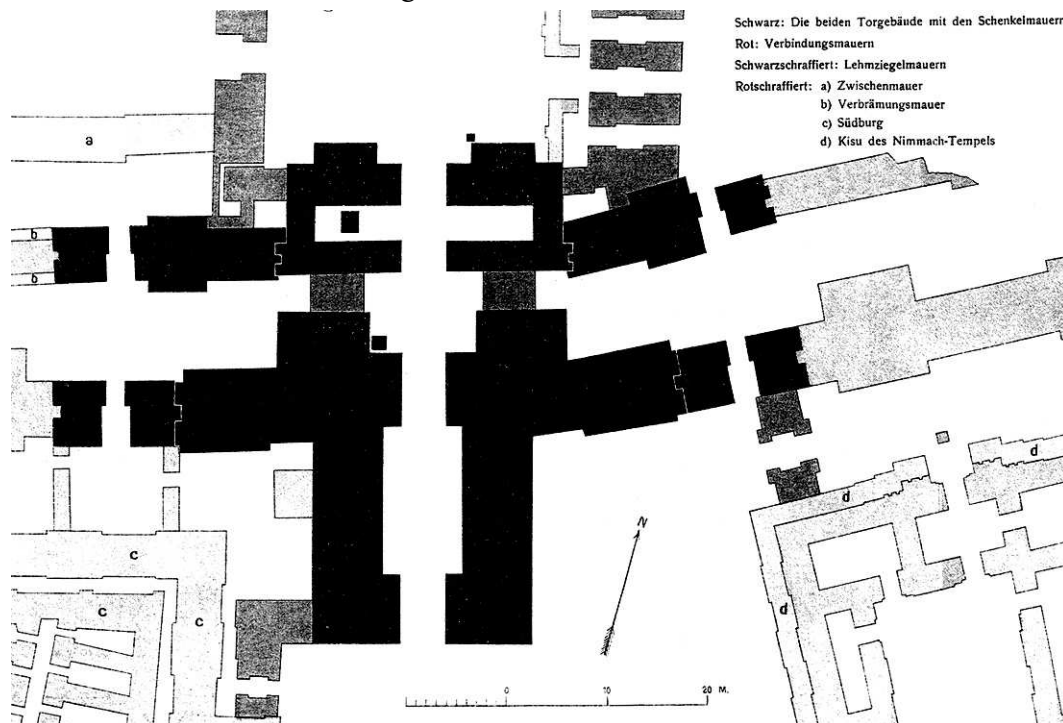 Schwarz: Die beiden Torgebäude mit den Schenkelmauern
Rot: Verbindungsmauern
Schwarzschraffiert: Lehmziegelmauern
Rotschraffiert: a) Zwischenmauer
b) Verbrämungsmauer
c) Südburg
d) Kisu des Nimmach-Tempels
a
b
b
d
d
c
N
c
c
d
0 10 20 M.